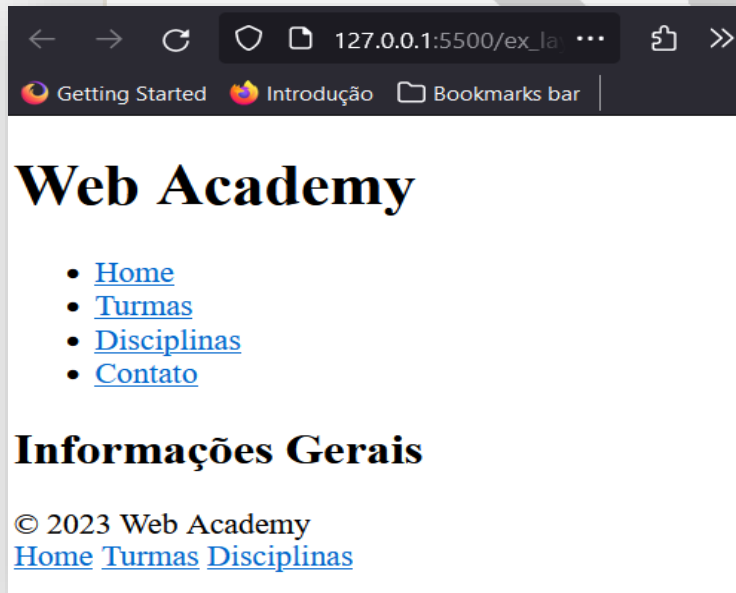 127.0.0.1:5500/ex_la
Getting Started Introdução Bookmarks bar
Web Academy
Home
Turmas
Disciplinas
Contato
Informações Gerais
© 2023 Web Academy
Home Turmas Disciplinas